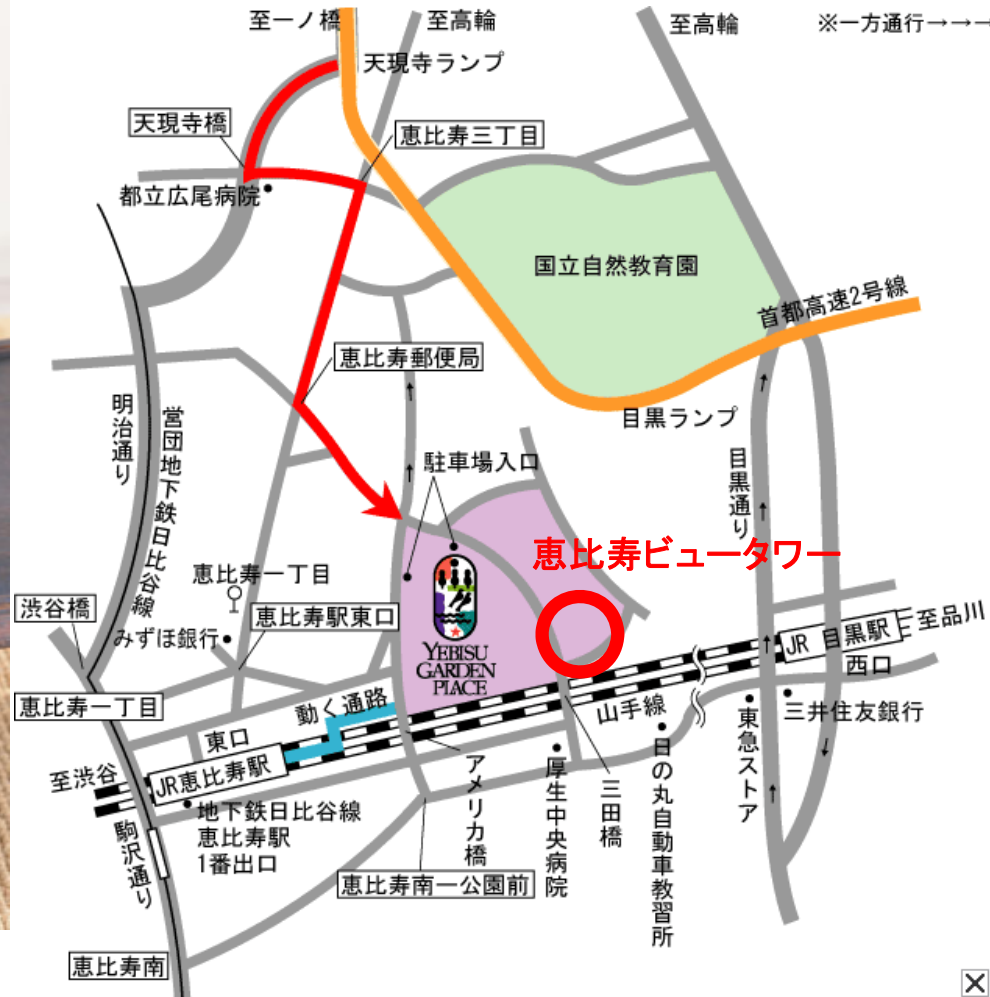 至一ノ橋
至高輪
至高輪
※一方通行→→→
天現寺ランプ
天現寺橋
恵比寿三丁目
都立広尾病院
国立自然教育園
首都高速2号線
恵比寿郵便局
目黒ランプ
明治通り
営団地下鉄日比谷線
駐車場入口
目黒通り
恵比寿ビュータワー
恵比寿一丁目
渋谷橋
恵比寿駅東口
みずほ銀行
YEBISU
GARDEN
PLACE
JR 目黒駅
至品川
西口
恵比寿一丁目
動く通路
山手線
三井住友銀行
東口
東急ストア
至渋谷
JR恵比寿駅
アメリカ橋
厚生中央病院
三田橋
日の丸自動車教習所
地下鉄日比谷線
恵比寿駅
1番出口
駒沢通り
恵比寿南一公園前
恵比寿南